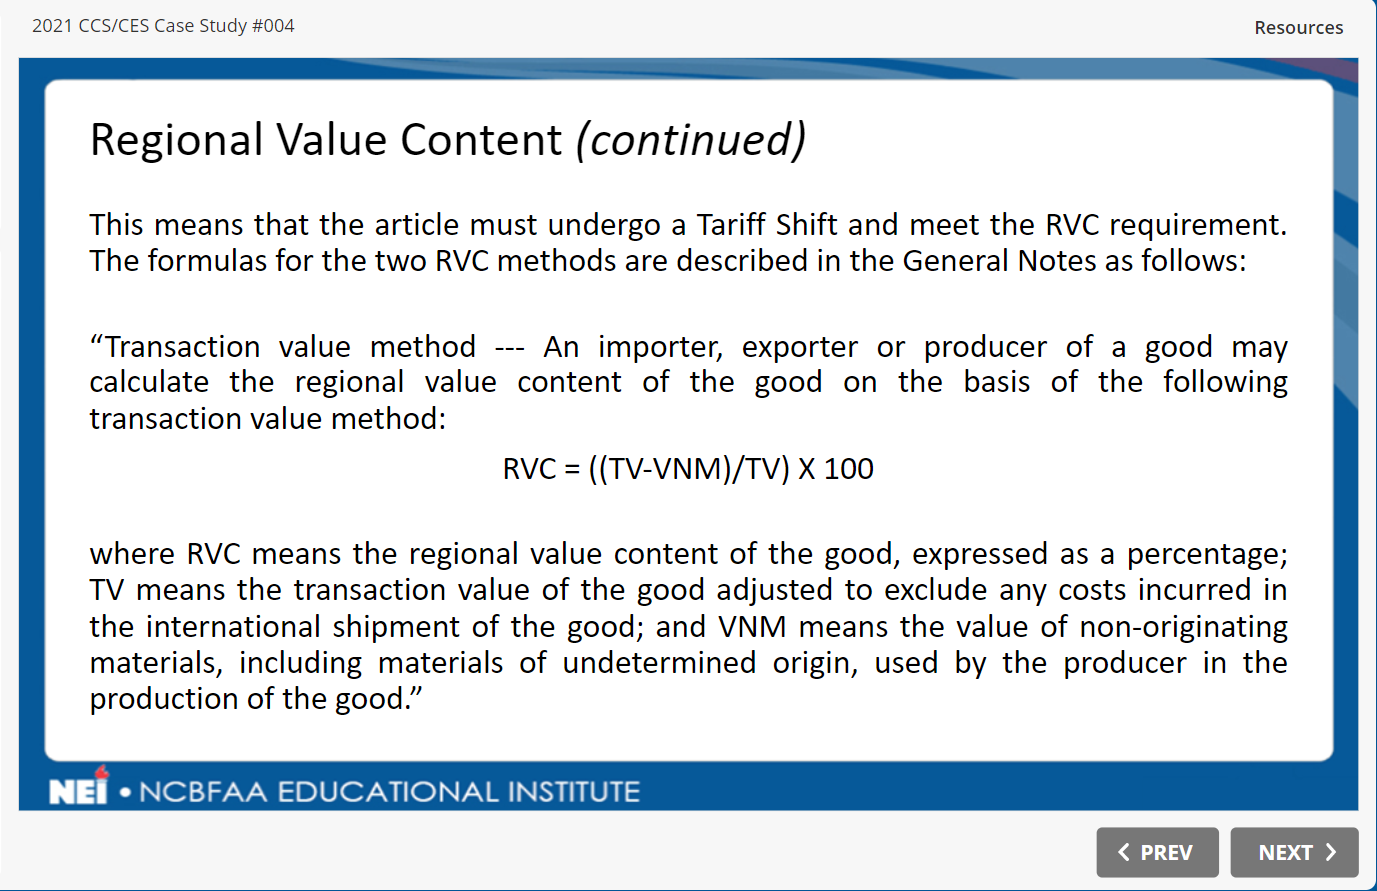 2021 CCS/CES Case Study #004
Resources
Regional Value Content (continued)
This means that the article must undergo a Tariff Shift and meet the RVC requirement.
The formulas for the two RVC methods are described in the General Notes as follows:
“Transaction value method --- An importer, exporter or producer of a good may
calculate the regional value content of the good on the basis of the following
transaction value method:
RVC = ((TV-VNM)/TV) X 100
where RVC means the regional value content of the good, expressed as a percentage;
TV means the transaction value of the good adjusted to exclude any costs incurred in
the international shipment of the good; and VNM means the value of non-originating
materials, including materials of undetermined origin, used by the producer in the
production of the good.”
NEI • NCBFAA EDUCATIONAL INSTITUTE
PREV
NEXT